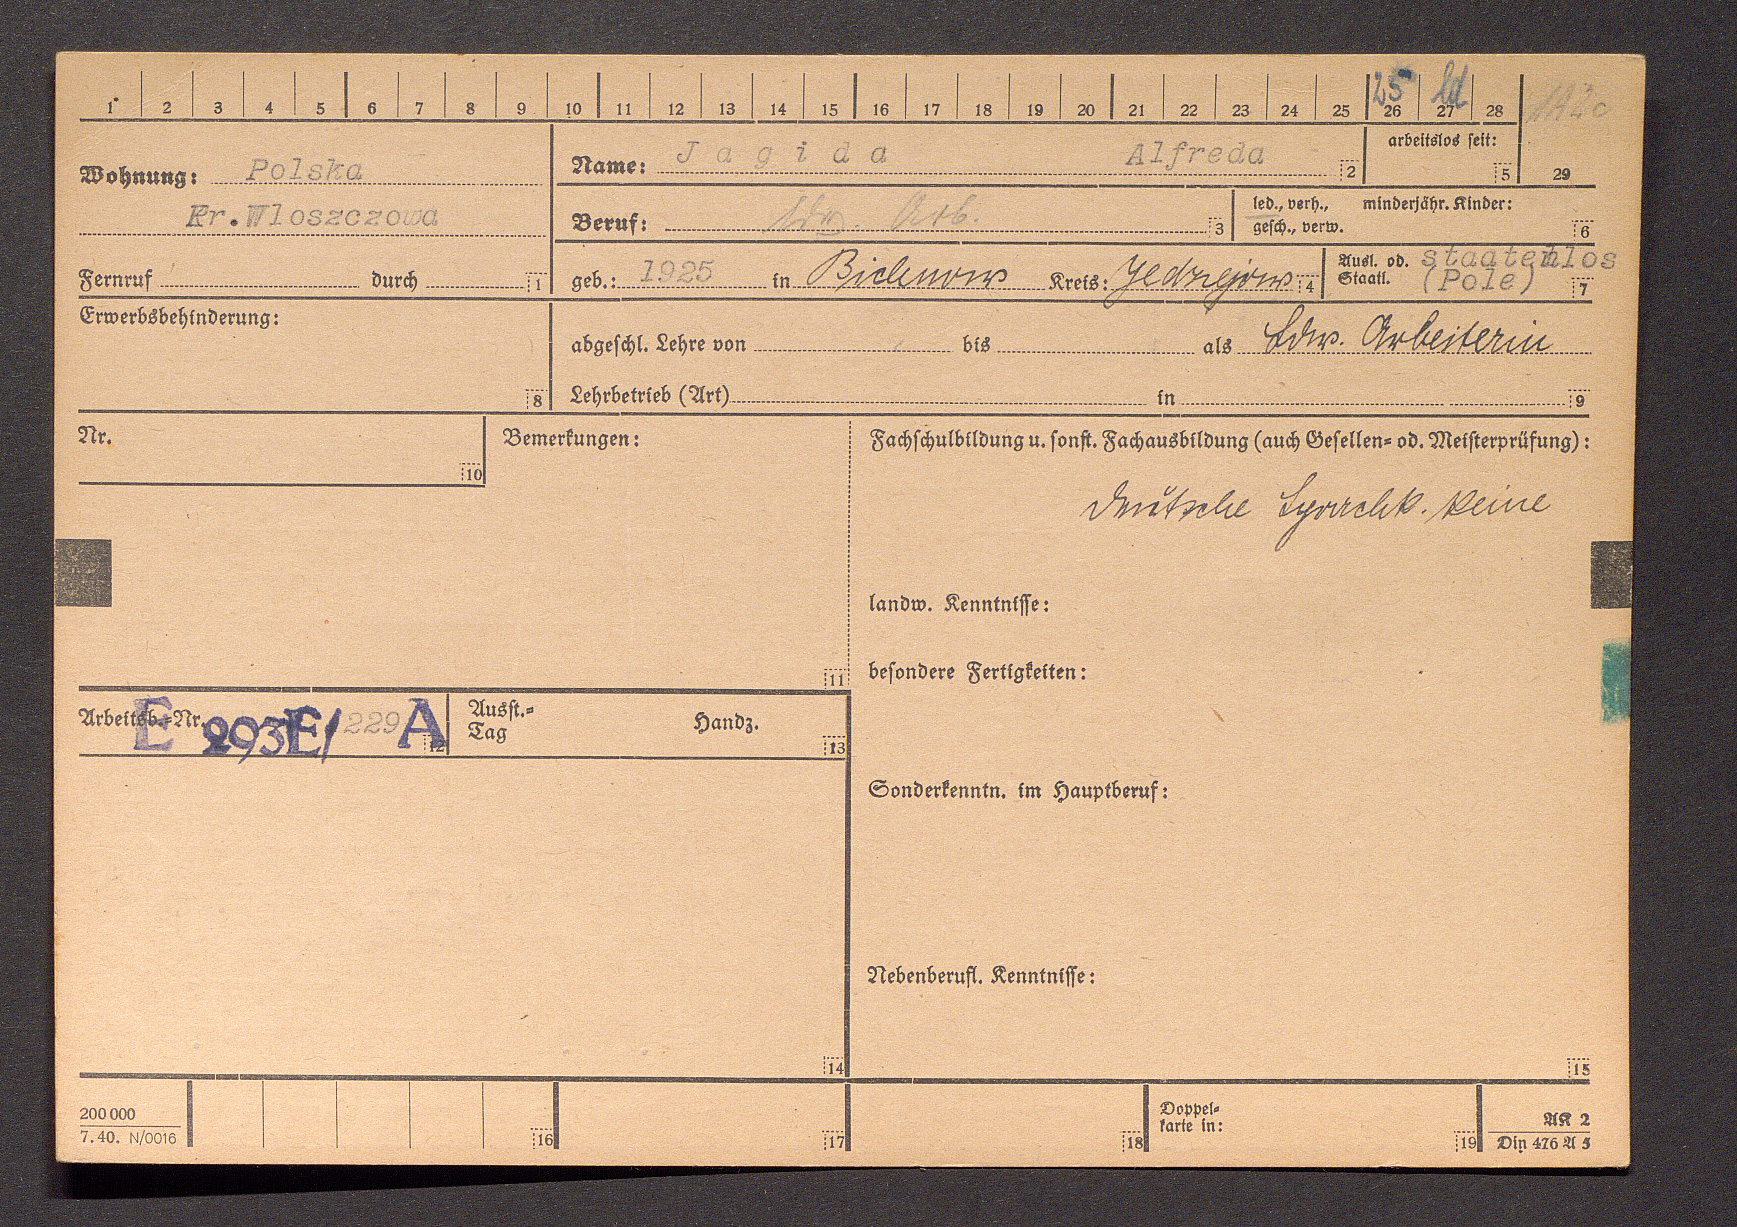 1 2 3 4 5 6 7 8 9 10 11 12 13 14 15 16 17 18 19 20 21 22 23 24 25 26 27 28
25 ld
29
Wohnung: Polska
Kr. Wloszczowa
Fernruf durch 1
Name: Jagida Alfreda 2
arbeitslos seit: 5
Beruf: ldw. Arb. 3
led., verh., minderjähr. Kinder:
gesch., verw. 6
geb.: 1925 in Bichnow Kreis: Jedrzejow 4
Ausl. od. staatenlos
Staatl. (Pole) 7
Erwerbsbehinderung:
8
abgeschl. Lehre von bis als Ldw. Arbeiterin
Lehrbetrieb (Art) in 9
Nr.
10
Bemerkungen:
11
Fachschulbildung u. sonst. Fachausbildung (auch Gesellen= od. Meisterprüfung):
deutsche Sprachk. keine
landw. Kenntnisse:
besondere Fertigkeiten:
Arbeitsb.=Nr. E 293E/229 A 12
Ausst.=
Tag Handz. 13
Sonderkenntn. im Hauptberuf:
Nebenberufl. Kenntnisse:
14
15
200 000
7. 40. N/0016
16
17
18
Doppel=
karte in:
19
AK 2
Din 476 A 5